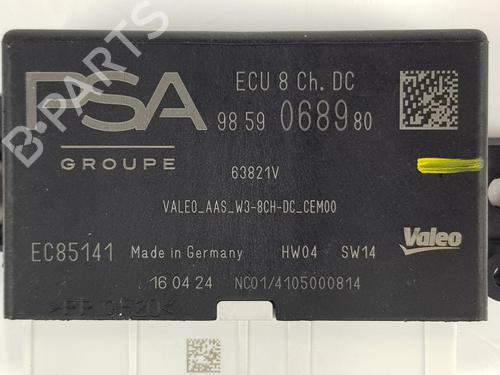 B-PARTS
PSA
GROUPE
ECU 8 Ch. DC
98 59 0689 80
63821V
VALEO_AAS_W3-8CH-DC_CEM00
EC85141 Made in Germany HW04 SW14
Valeo
16 04 24 NC01/4105000814